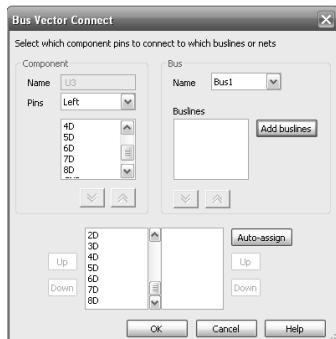 Bus Vector Connect
Select which component pins to connect to which buslines or nets
Component
Name U3
Pins Left
4D
5D
6D
7D
8D
Bus
Name Bus1
Buslines
Add buslines
2D
3D
4D
5D
6D
7D
8D
Up
Down
Auto-assign
Up
Down
OK Cancel Help